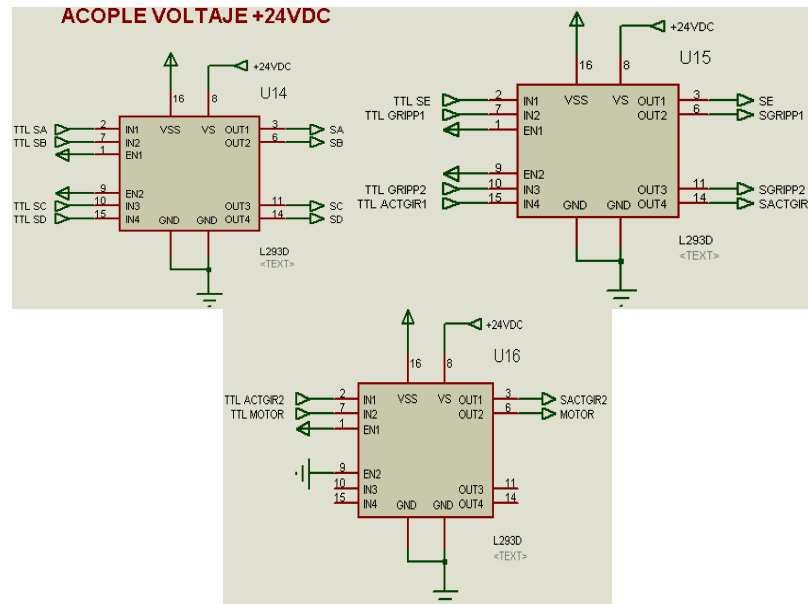 ACOPLE VOLTAJE +24VDC
+24VDC
U14
16
8
TTL SA 2 IN1 VSS VS OUT1 3 SA
TTL SB 7 IN2 OUT2 6 SB
1 EN1
9 EN2
TTL SC 10 IN3 OUT3 11 SC
TTL SD 15 IN4 GND GND OUT4 14 SD
L293D
<TEXT>
+24VDC
U15
16
8
TTL SE 2 IN1 VSS VS OUT1 3 SE
TTL GRIPP1 7 IN2 OUT2 6 SGRIPP1
1 EN1
9 EN2
TTL GRIPP2 10 IN3 OUT3 11 SGRIPP2
TTL ACTGIR1 15 IN4 GND GND OUT4 14 SACTGIR
L293D
<TEXT>
+24VDC
U16
16
8
TTL ACTGIR2 2 IN1 VSS VS OUT1 3 SACTGIR2
TTL MOTOR 7 IN2 OUT2 6 MOTOR
1 EN1
9 EN2
10 IN3 OUT3 11
15 IN4 GND GND OUT4 14
L293D
<TEXT>